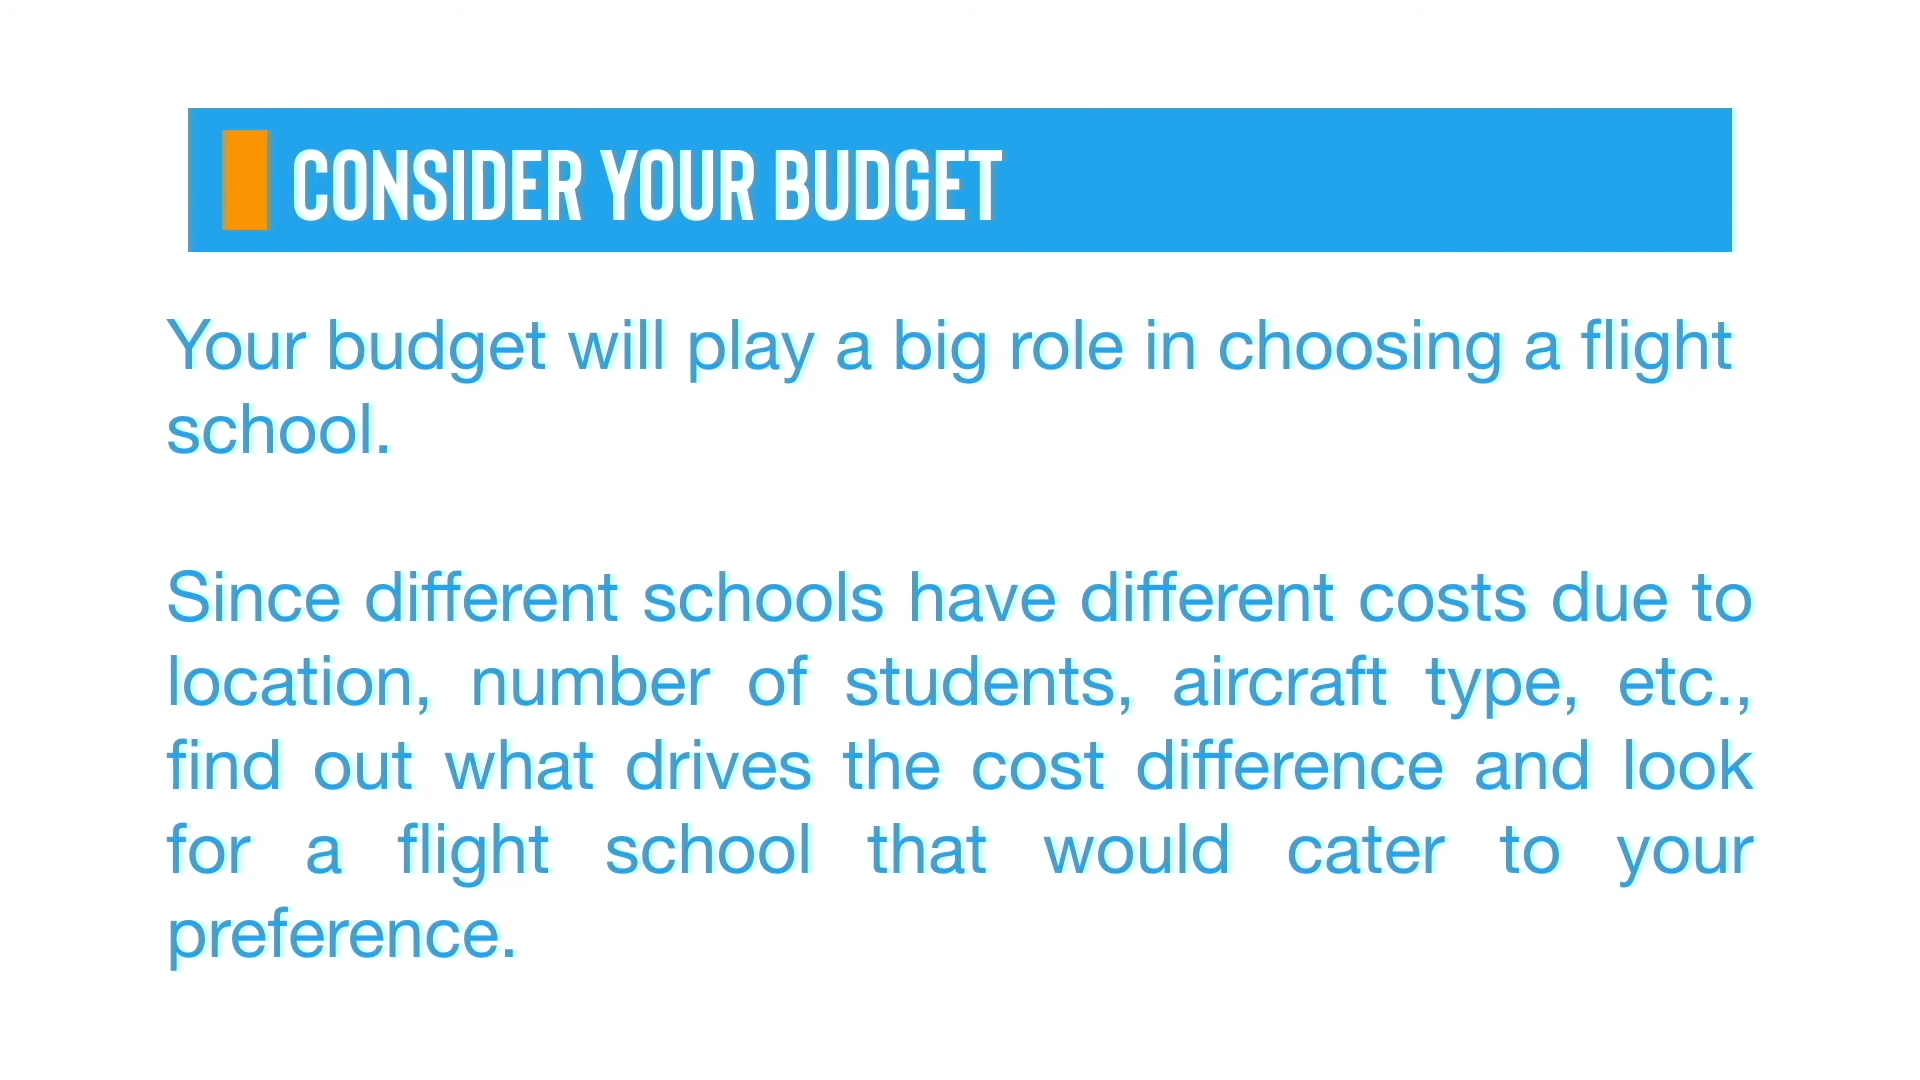 CONSIDER YOUR BUDGET
Your budget will play a big role in choosing a flight
school.
Since different schools have different costs due to
location, number of students, aircraft type, etc.,
find out what drives the cost difference and look
for a flight school that would cater to your
preference.